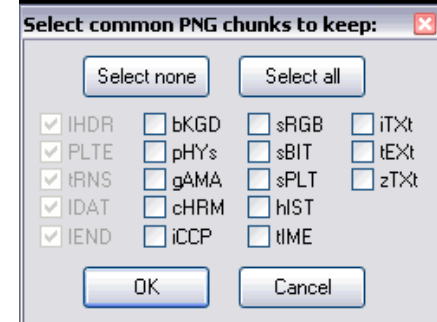 Select common PNG chunks to keep:
Select none Select all
IHDR bKGD sRGB iTXt
PLTE pHYs sBIT tEXt
tRNS gAMA sPLT zTXt
IDAT cHRM hIST
IEND iCCP tIME
OK Cancel